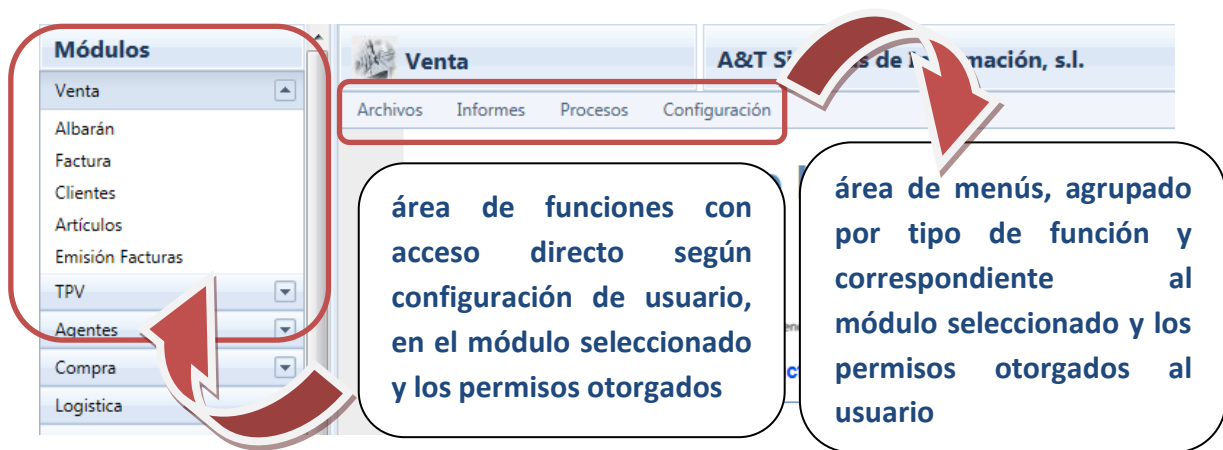 Módulos
Venta
Albarán
Factura
Clientes
Artículos
Emisión Facturas
TPV
Agentes
Compra
Logistica
Venta
A&T
de
mación, s.l.
Archivos Informes Procesos Configuración
área de funciones con
acceso directo según
configuración de usuario,
en el módulo seleccionado
y los permisos otorgados
área de menús, agrupado
por tipo de función y
correspondiente al
módulo seleccionado y los
permisos otorgados al
usuario